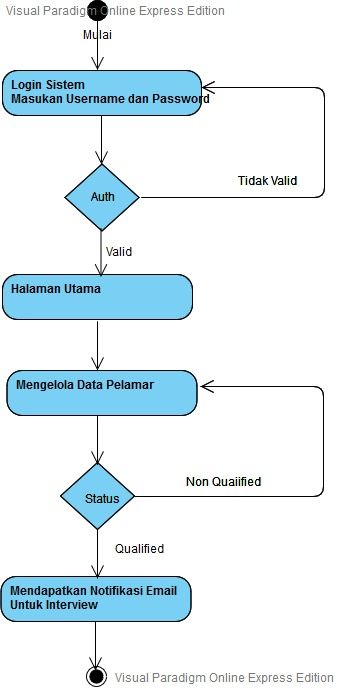 Visual Paradigm Online Express Edition
Mulai
Login Sistem
Masukan Username dan Password
Tidak Valid
Auth
Valid
Halaman Utama
Mengelola Data Pelamar
Non Quaiified
Status
Qualified
Mendapatkan Notifikasi Email
Untuk Interview
Visual Paradigm Online Express Edition